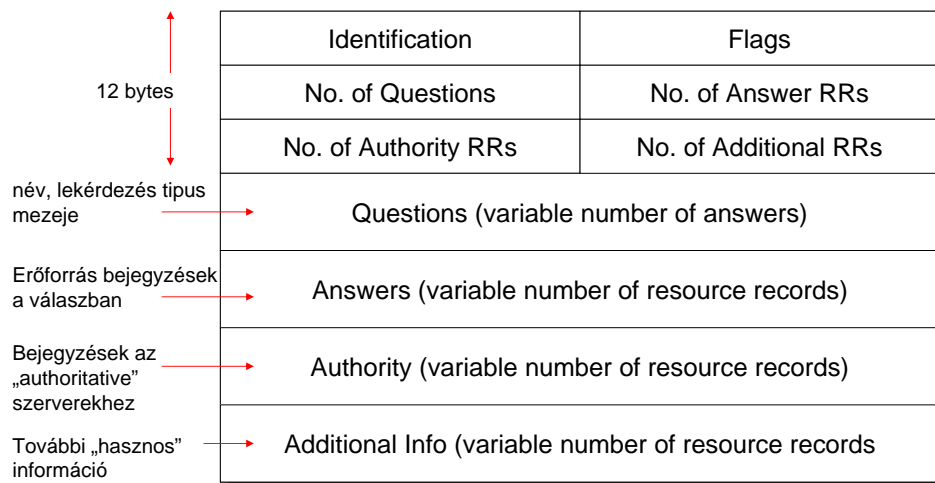 Identification
Flags
12 bytes
No. of Questions
No. of Answer RRs
No. of Authority RRs
No. of Additional RRs
név, lekérdezés tipus
mezeje
Questions (variable number of answers)
Erőforrás bejegyzések
a válaszban
Answers (variable number of resource records)
Bejegyzések az
„authoritative”
szerverekhez
Authority (variable number of resource records)
További „hasznos”
információ
Additional Info (variable number of resource records